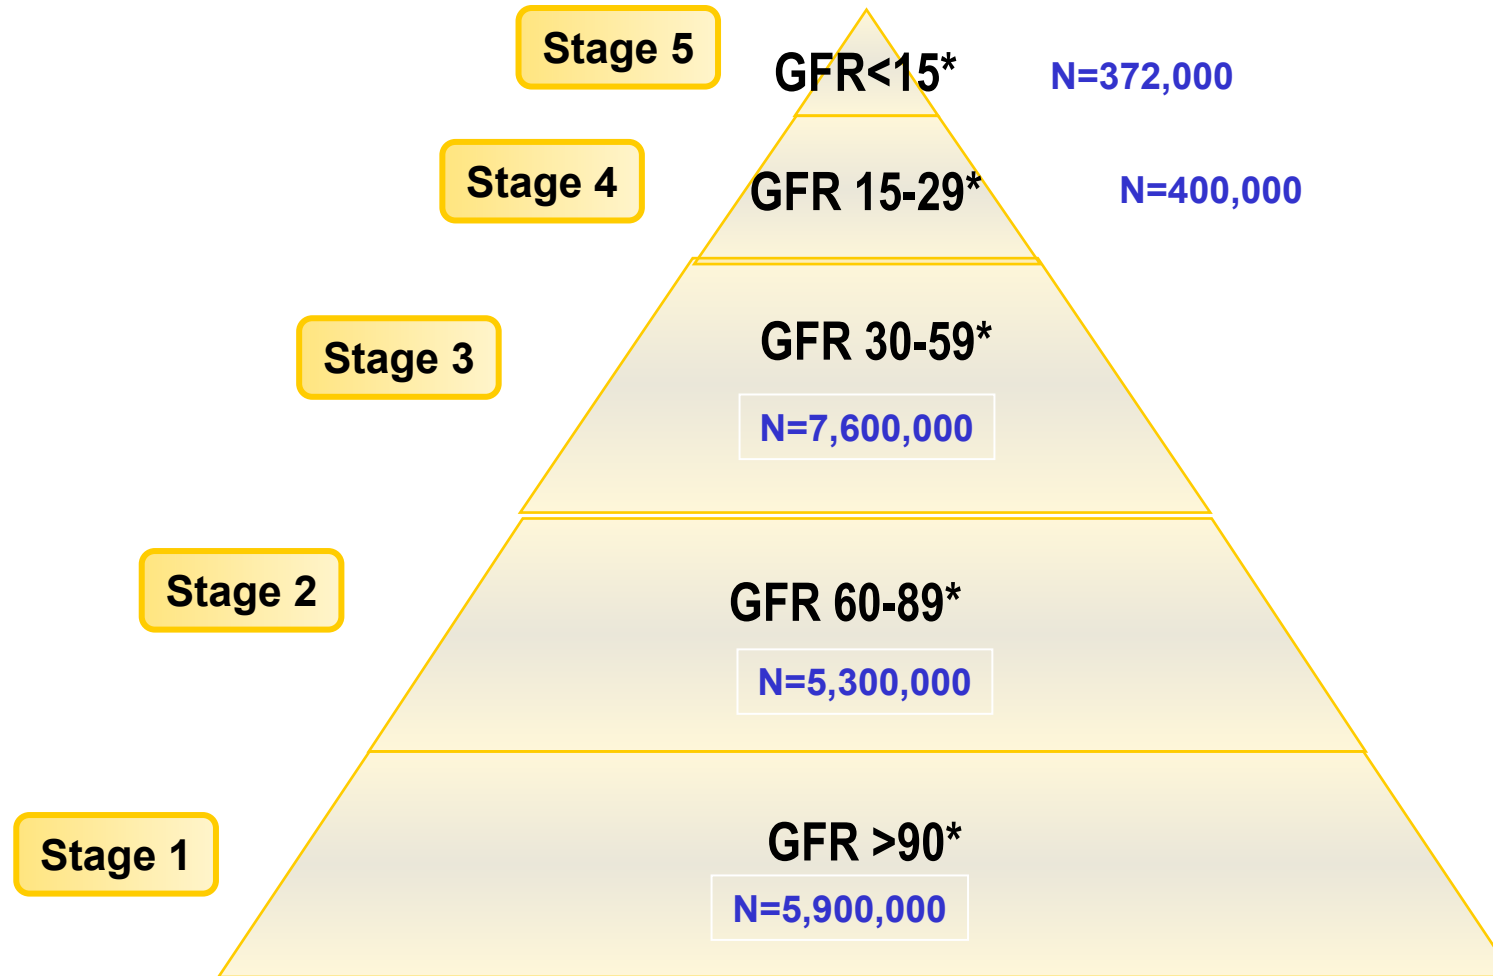 Stage 5
GFR<15*
N=372,000
Stage 4
GFR 15-29*
N=400,000
Stage 3
GFR 30-59*
N=7,600,000
Stage 2
GFR 60-89*
N=5,300,000
Stage 1
GFR >90*
N=5,900,000